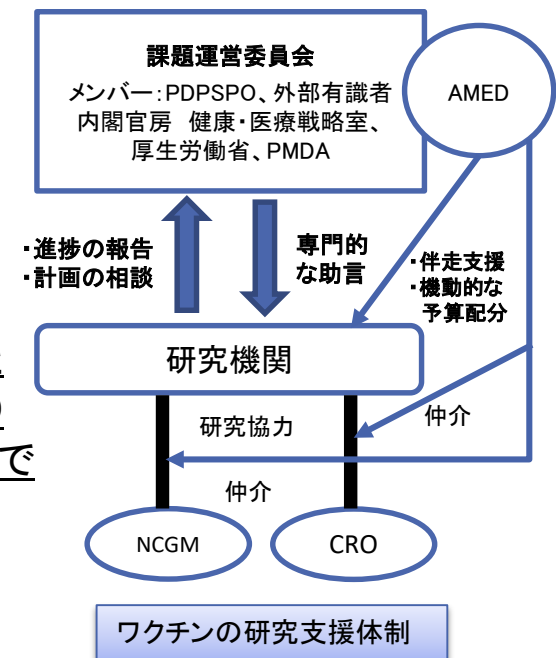 課題運営委員会
メンバー：PDPSPO、外部有識者
内閣官房　健康・医療戦略室、
厚生労働省、PMDA
AMED
・進捗の報告
・計画の相談
専門的
な助言
・伴走支援
・機動的な
予算配分
研究機関
で
研究協力
仲介
仲介
NCGM
CRO
ワクチンの研究支援体制